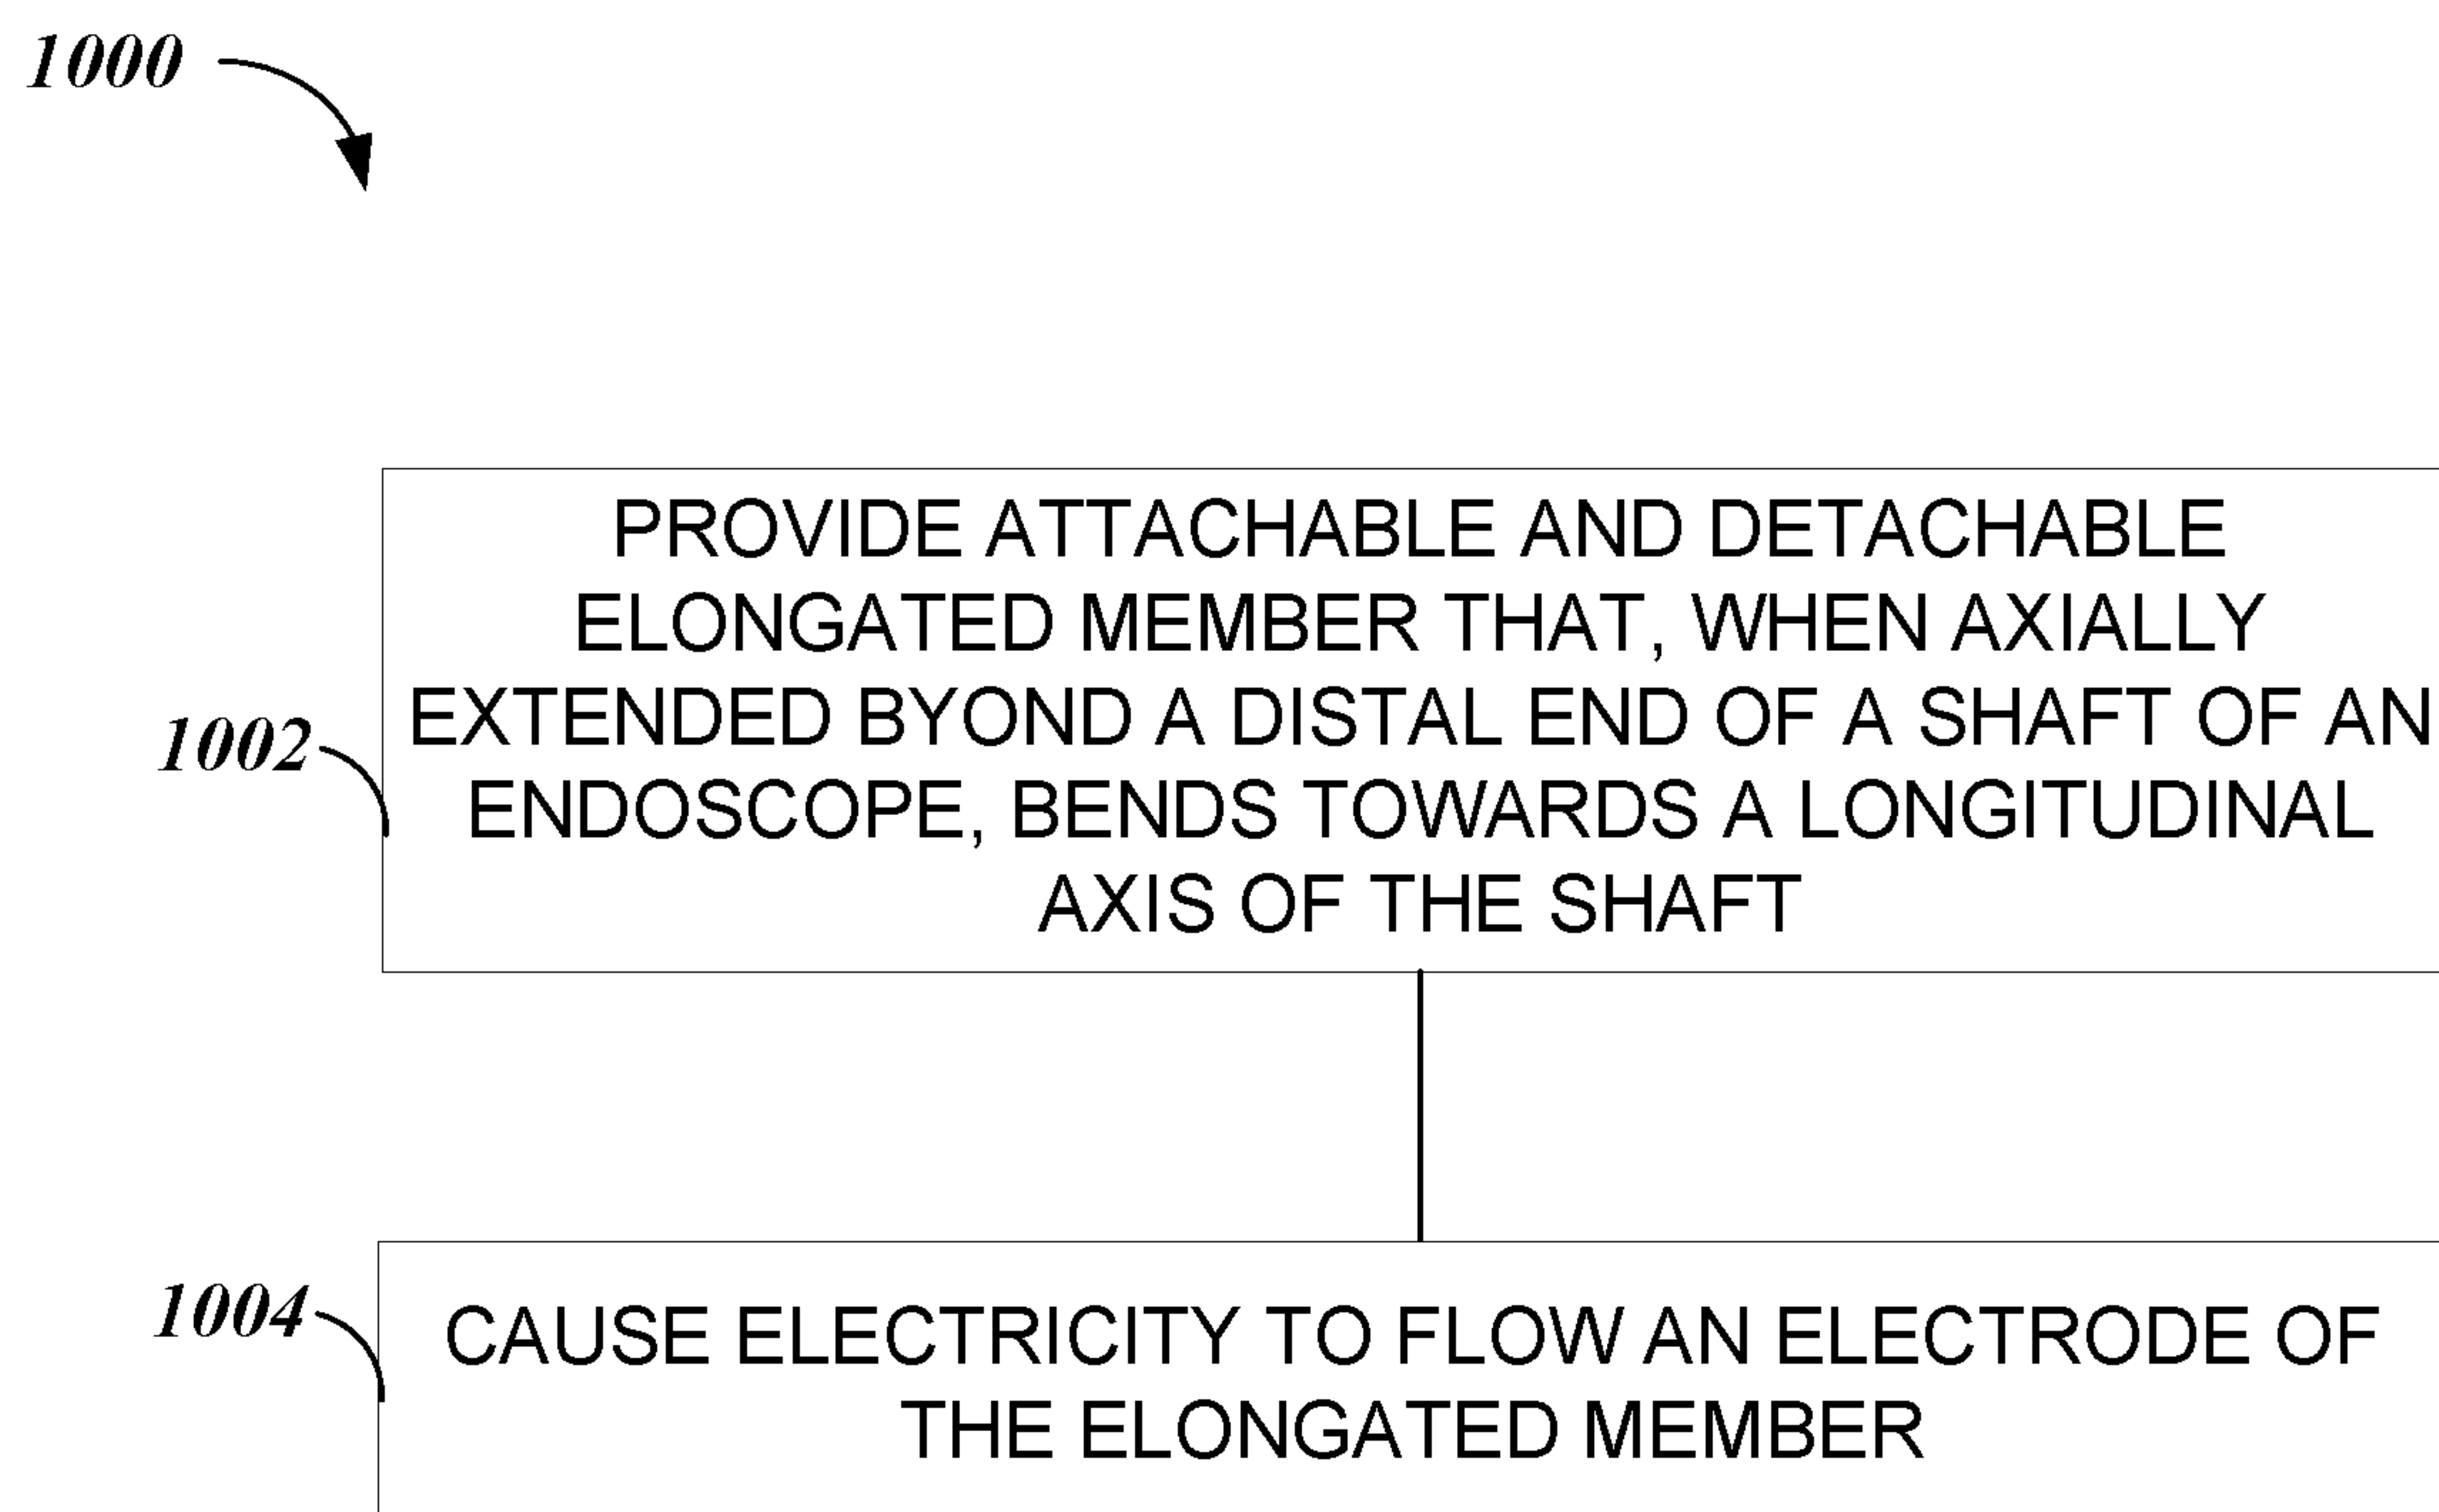 1000
PROVIDE ATTACHABLE AND DETACHABLE
ELONGATED MEMBER THAT, WHEN AXIALLY
EXTENDED BYOND A DISTAL END OF A SHAFT OF AN
1002
ENDOSCOPE, BENDS TOWARDS A LONGITUDINAL
AXIS OF THE SHAFT
1004
CAUSE ELECTRICITY TO FLOW AN ELECTRODE OF
THE ELONGATED MEMBER